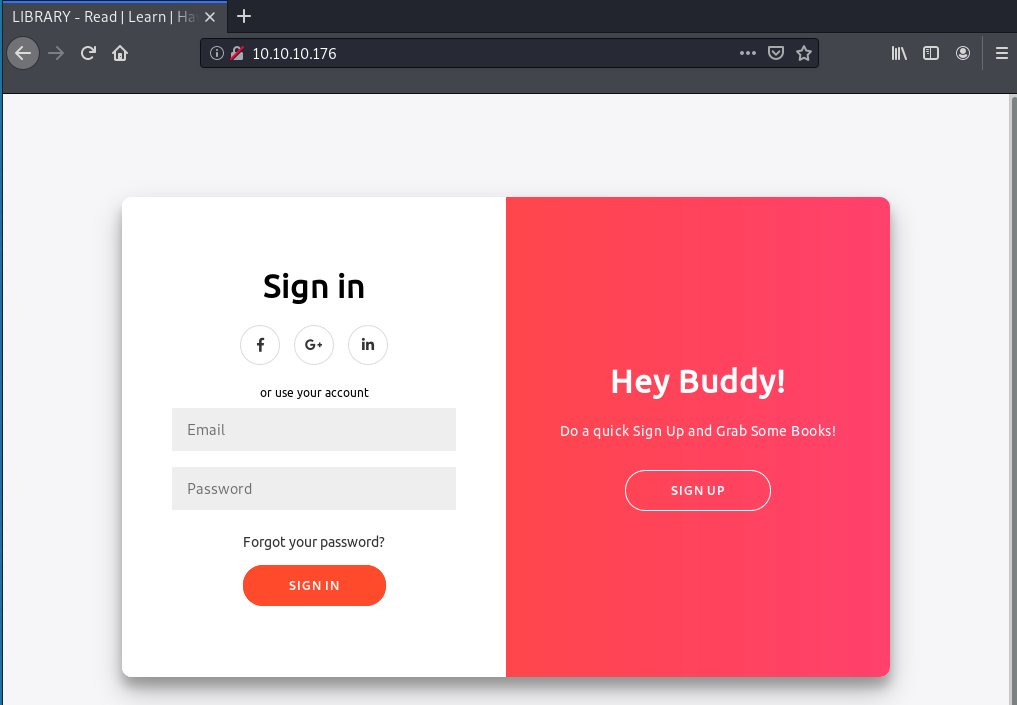 LIBRARY - Read | Learn | Ha
10.10.10.176
Sign in
G+
in
or use your account
Email
Password
Forgot your password?
SIGN IN
Hey Buddy!
Do a quick Sign Up and Grab Some Books!
SIGN UP